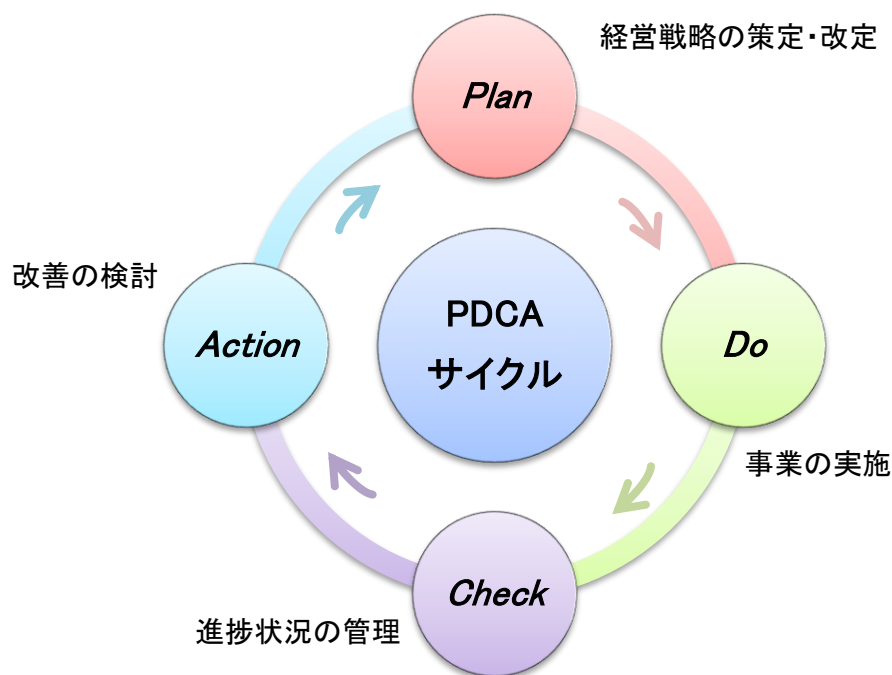 経営戦略の策定・改定
Plan
改善の検討
PDCA
サイクル
Action
Do
事業の実施
Check
進捗状況の管理